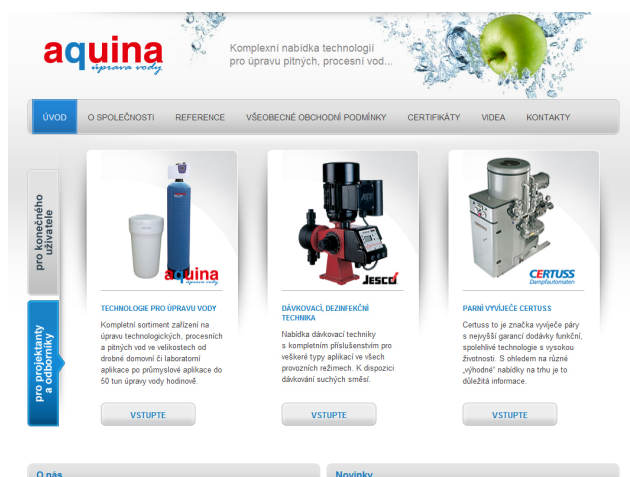 aquina
úprava vody
Komplexní nabídka technologií
pro úpravu pitných, procesní vod...
ÚVOD
O SPOLEČNOSTI
REFERENCE
VŠEOBECNÉ OBCHODNÍ PODMÍNKY
CERTIFIKÁTY
VIDEA
KONTAKTY
pro konečného
uživatele
pro projektanty
a odborníky
aquina
úprava vody
TECHNOLOGIE PRO ÚPRAVU VODY
Kompletní sortiment zařízení na
úpravu technologických, procesních
a pitných vod ve velikostech od
drobné domovní či laboratorní
aplikace po průmyslové aplikace do
50 tun úpravy vody hodinově.
VSTUPTE
Jesco
DÁVKOVACÍ, DEZINFEKČNÍ
TECHNIKA
Nabídka dávkovací techniky
s kompletním příslušenstvím pro
veškeré typy aplikací ve všech
provozních režimech. K dispozici
dávkování suchých směsí.
VSTUPTE
CERTUSS
Dampfautomaten
PARNÍ VYVÍJEČE CERTUSS
Certuss to je značka vyvíječe páry
s nejvyšší garancí dodávky funkční,
spolehlivé technologie s vysokou
životností. S ohledem na různé
„výhodné" nabídky na trhu je to
důležitá informace.
VSTUPTE
O nás
Novinky